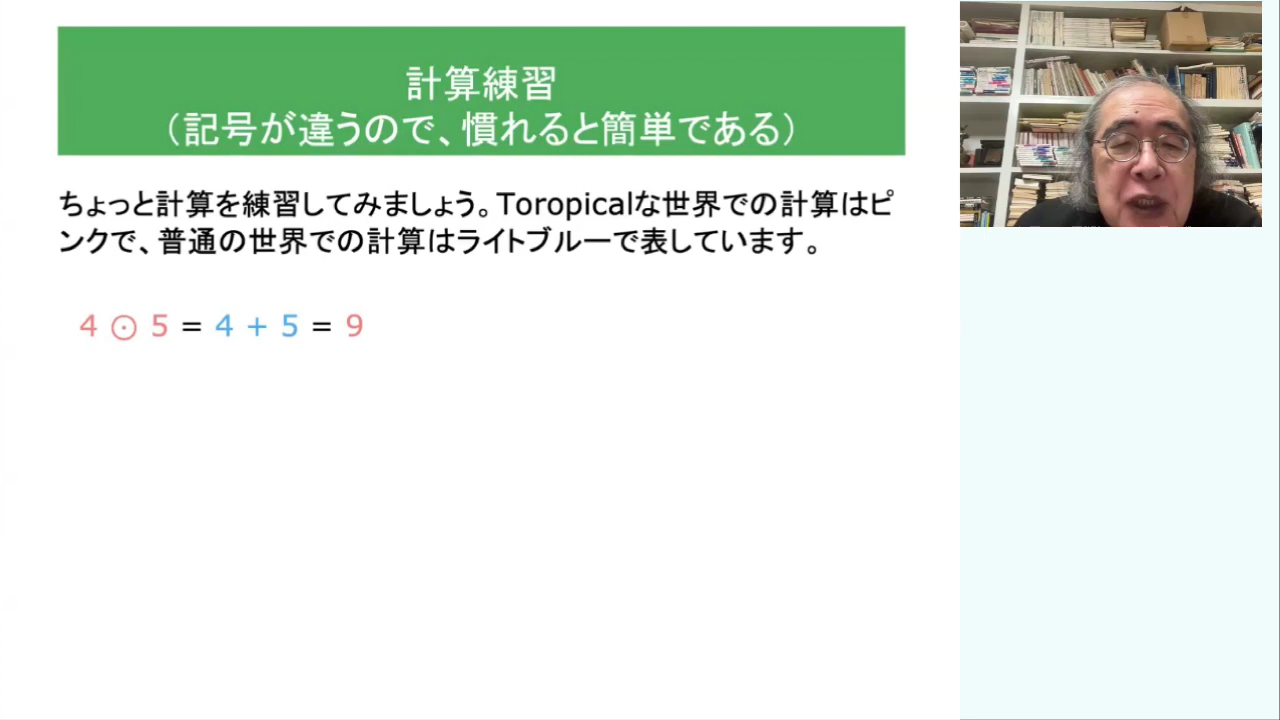 計算練習
（記号が違うので、慣れると簡単である）
ちょっと計算を練習してみましょう。Toropicalな世界での計算はピ
ンクで、普通の世界での計算はライトブルーで表しています。
4 ⊙ 5 = 4 + 5 = 9